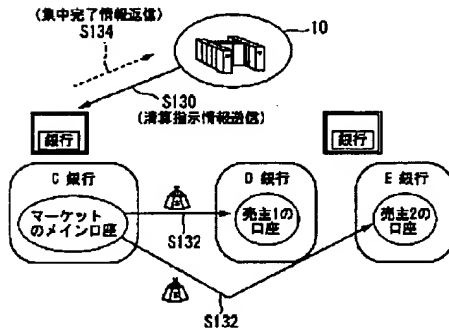 (集中完了情報返信)
S134
10
S130
(清算指示情報送信)
銀行
銀行
C 銀行
D 銀行
E 銀行
マーケット
のメイン口座
売主1の
口座
売主2の
口座
S132
S132